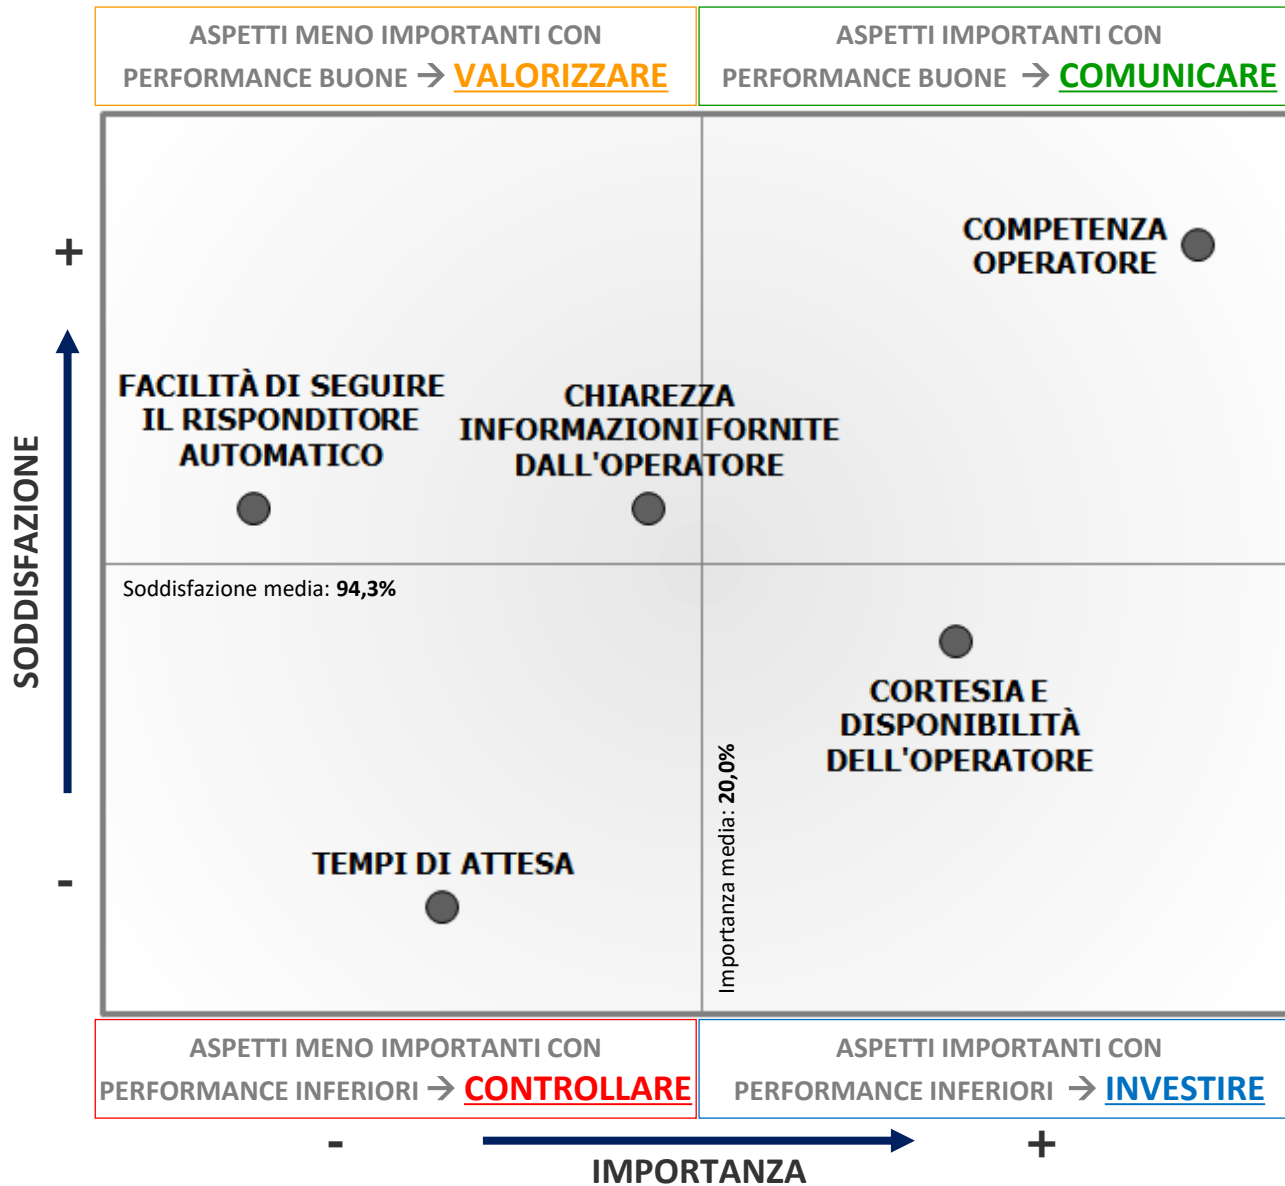 ASPETTI MENO IMPORTANTI CON
PERFORMANCE BUONE → VALORIZZARE
ASPETTI IMPORTANTI CON
PERFORMANCE BUONE → COMUNICARE
+
COMPETENZA
OPERATORE
FACILITÀ DI SEGUIRE
IL RISPONDITORE
AUTOMATICO
CHIAREZZA
INFORMAZIONI FORNITE
DALL'OPERATORE
SODDISFAZIONE
Soddisfazione media: 94,3%
CORTESIA E
DISPONIBILITÀ
DELL'OPERATORE
Importanza media: 20,0%
TEMPI DI ATTESA
-
ASPETTI MENO IMPORTANTI CON
PERFORMANCE INFERIORI → CONTROLLARE
ASPETTI IMPORTANTI CON
PERFORMANCE INFERIORI → INVESTIRE
-
+
IMPORTANZA